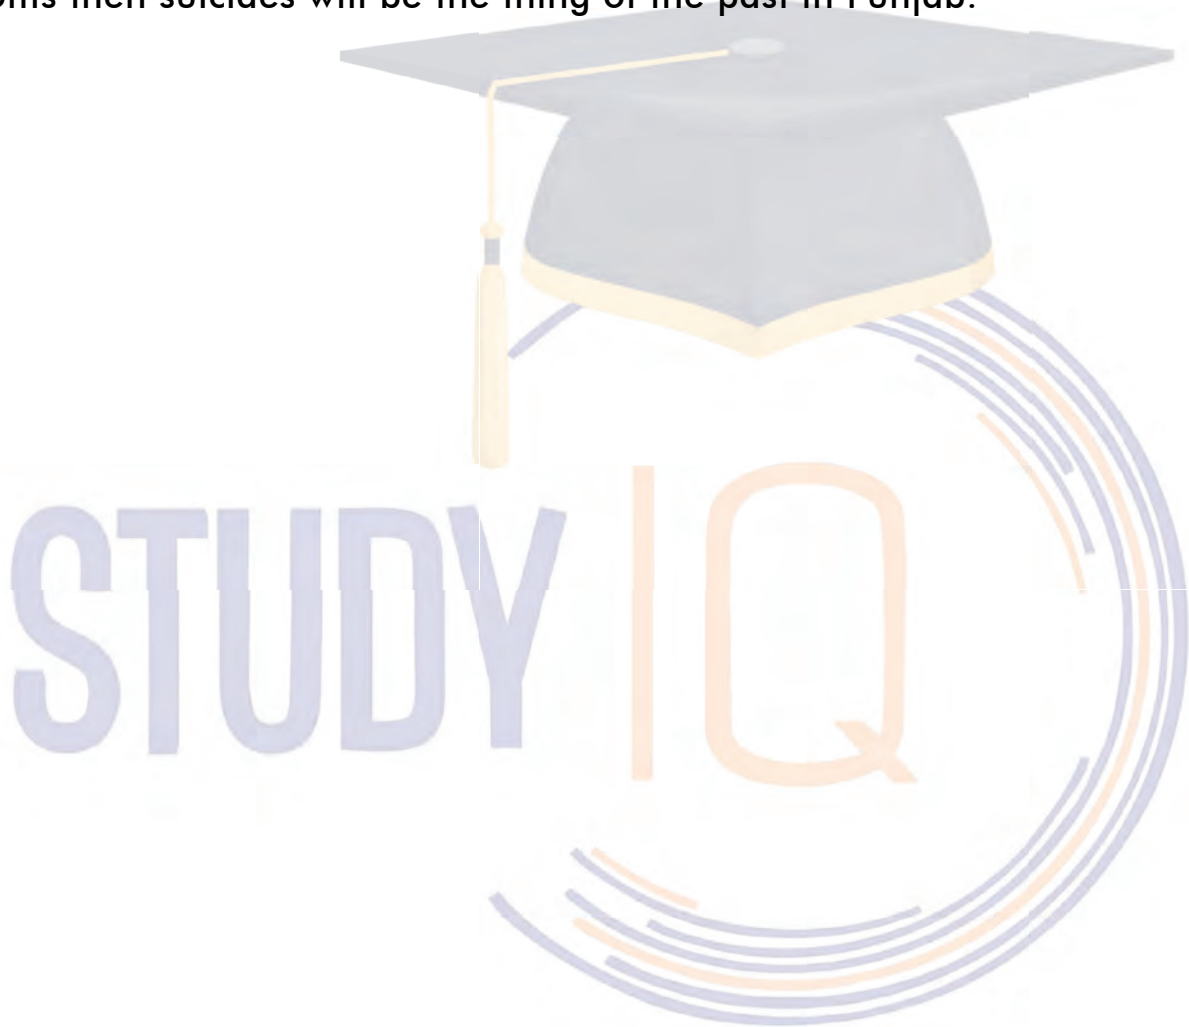 then suicides will be the thing of the past in Punjab.
STUDY IQ